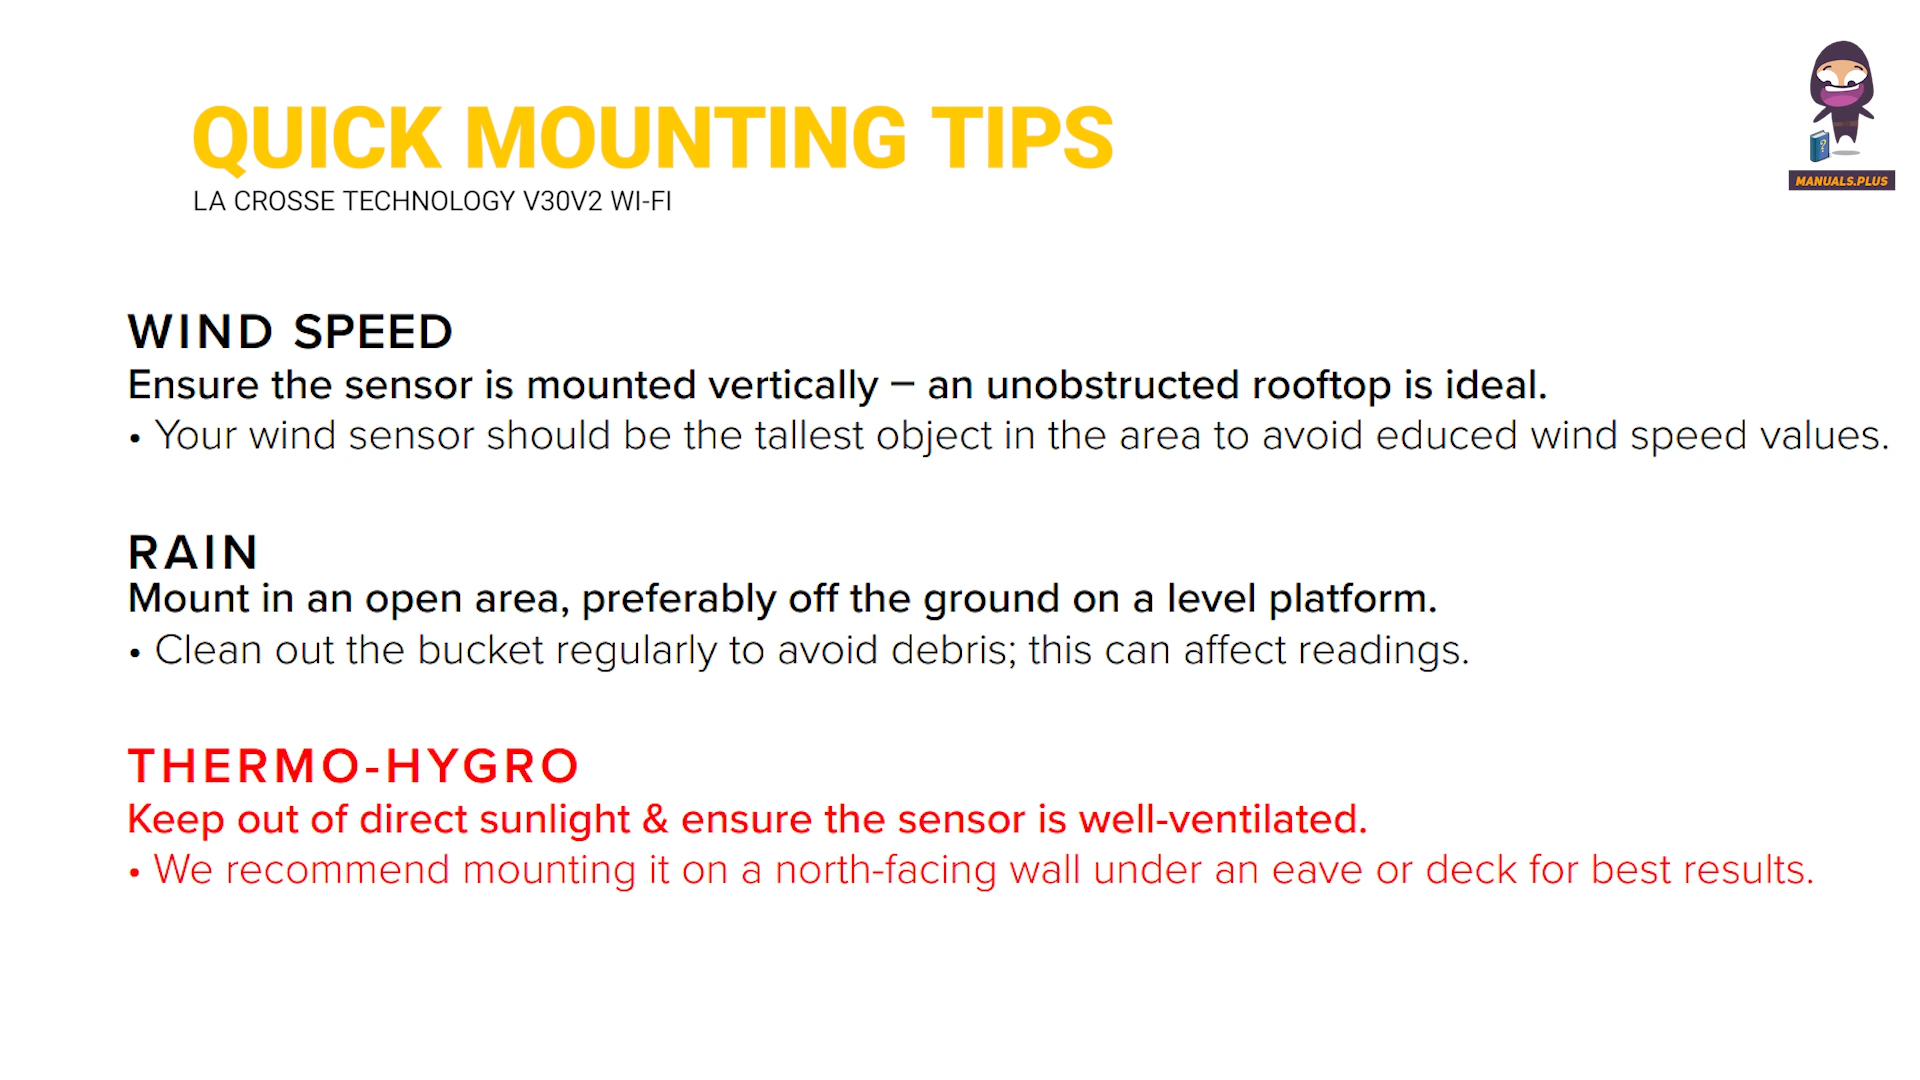 QUICK MOUNTING TIPS
LA CROSSE TECHNOLOGY V30V2 WI-FI
MANUALS.PLUS
WIND SPEED
Ensure the sensor is mounted vertically – an unobstructed rooftop is ideal.
• Your wind sensor should be the tallest object in the area to avoid educed wind speed values.
RAIN
Mount in an open area, preferably off the ground on a level platform.
• Clean out the bucket regularly to avoid debris; this can affect readings.
THERMO-HYGRO
Keep out of direct sunlight & ensure the sensor is well-ventilated.
• We recommend mounting it on a north-facing wall under an eave or deck for best results.